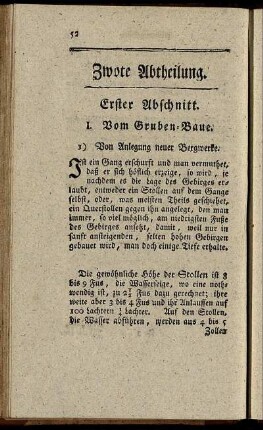 52
Zwote Abtheilung.
Erster Abschnitt.
I. Vom Gruben-Baue.
1) Von Anlegung neuer Bergwerke.
Ist ein Gang erschurft und man vermuthet,
daß er sich höflich erzeige, so wird, je
nachdem es die Lage des Gebirges er-
laubt, entweder ein Stollen auf dem Gange
selbst, oder, was meisten Theils geschiehet,
ein Querstollen gegen ihn angelegt, den man
immer, so viel möglich, am niedrigsten Fuße
des Gebirges ansetzt, damit, weil nur in
sanft ansteigenden, selten hohen Gebirgen
gebauet wird, man doch einige Tiefe erhalte.
Die gewöhnliche Höhe der Stollen ist 8
bis 9 Fus, die Wasserseige, wo eine noth-
wendig ist, zu 2½ Fus dazu gerechnet; ihre
weite aber 3 bis 4 Fus und ihr Anlauffen auf
100 Lachtern ¼ Lachter. Auf den Stollen,
die Wasser abführen, werden aus 4 bis 5
Zollen